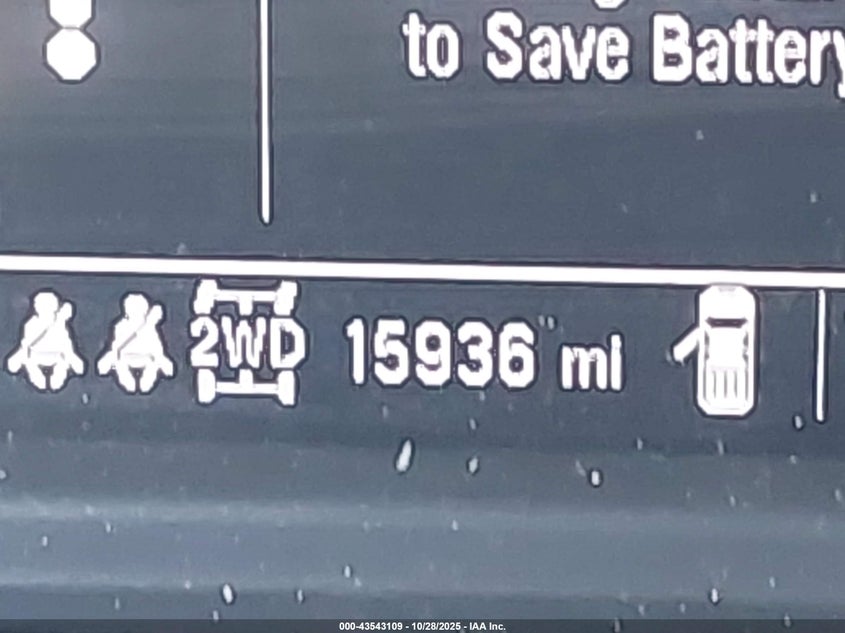 to Save Battery
2WD 15936 mi
000-43543109 - 10/28/2025 - IAA Inc.